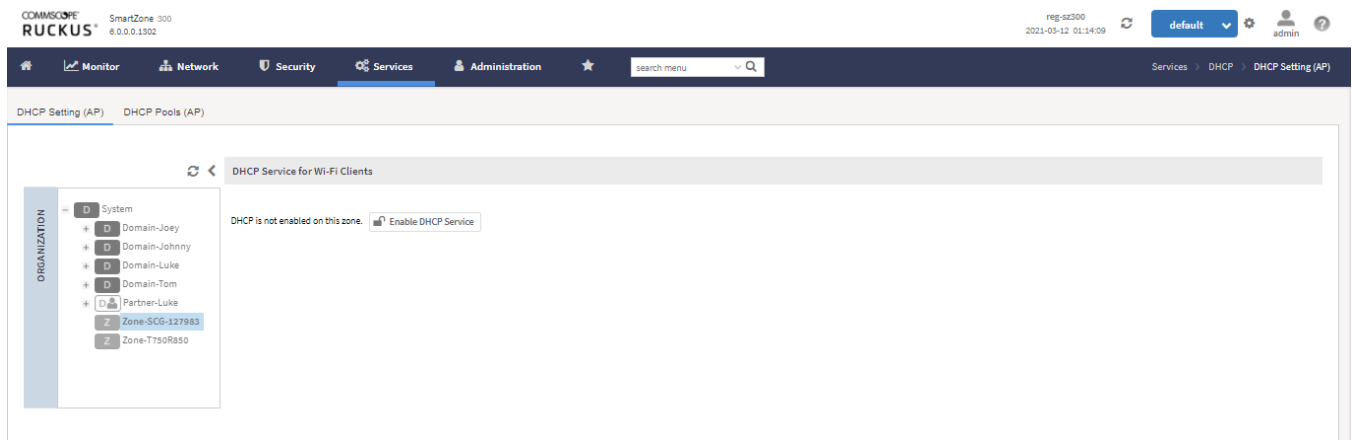 COMMSCOPE
RUCKUS® SmartZone 300
6.0.0.0.1302
reg-sz300
2021-03-12 01:14:09
default
admin
Monitor Network Security Services Administration search menu Services > DHCP > DHCP Setting (AP)
DHCP Setting (AP) DHCP Pools (AP)
DHCP Service for Wi-Fi Clients
ORGANIZATION
D System
D Domain-Joey
D Domain-Johnny
D Domain-Luke
D Domain-Tom
D Partner-Luke
Z Zone-SCG-127983
Z Zone-T750R850
DHCP is not enabled on this zone. Enable DHCP Service